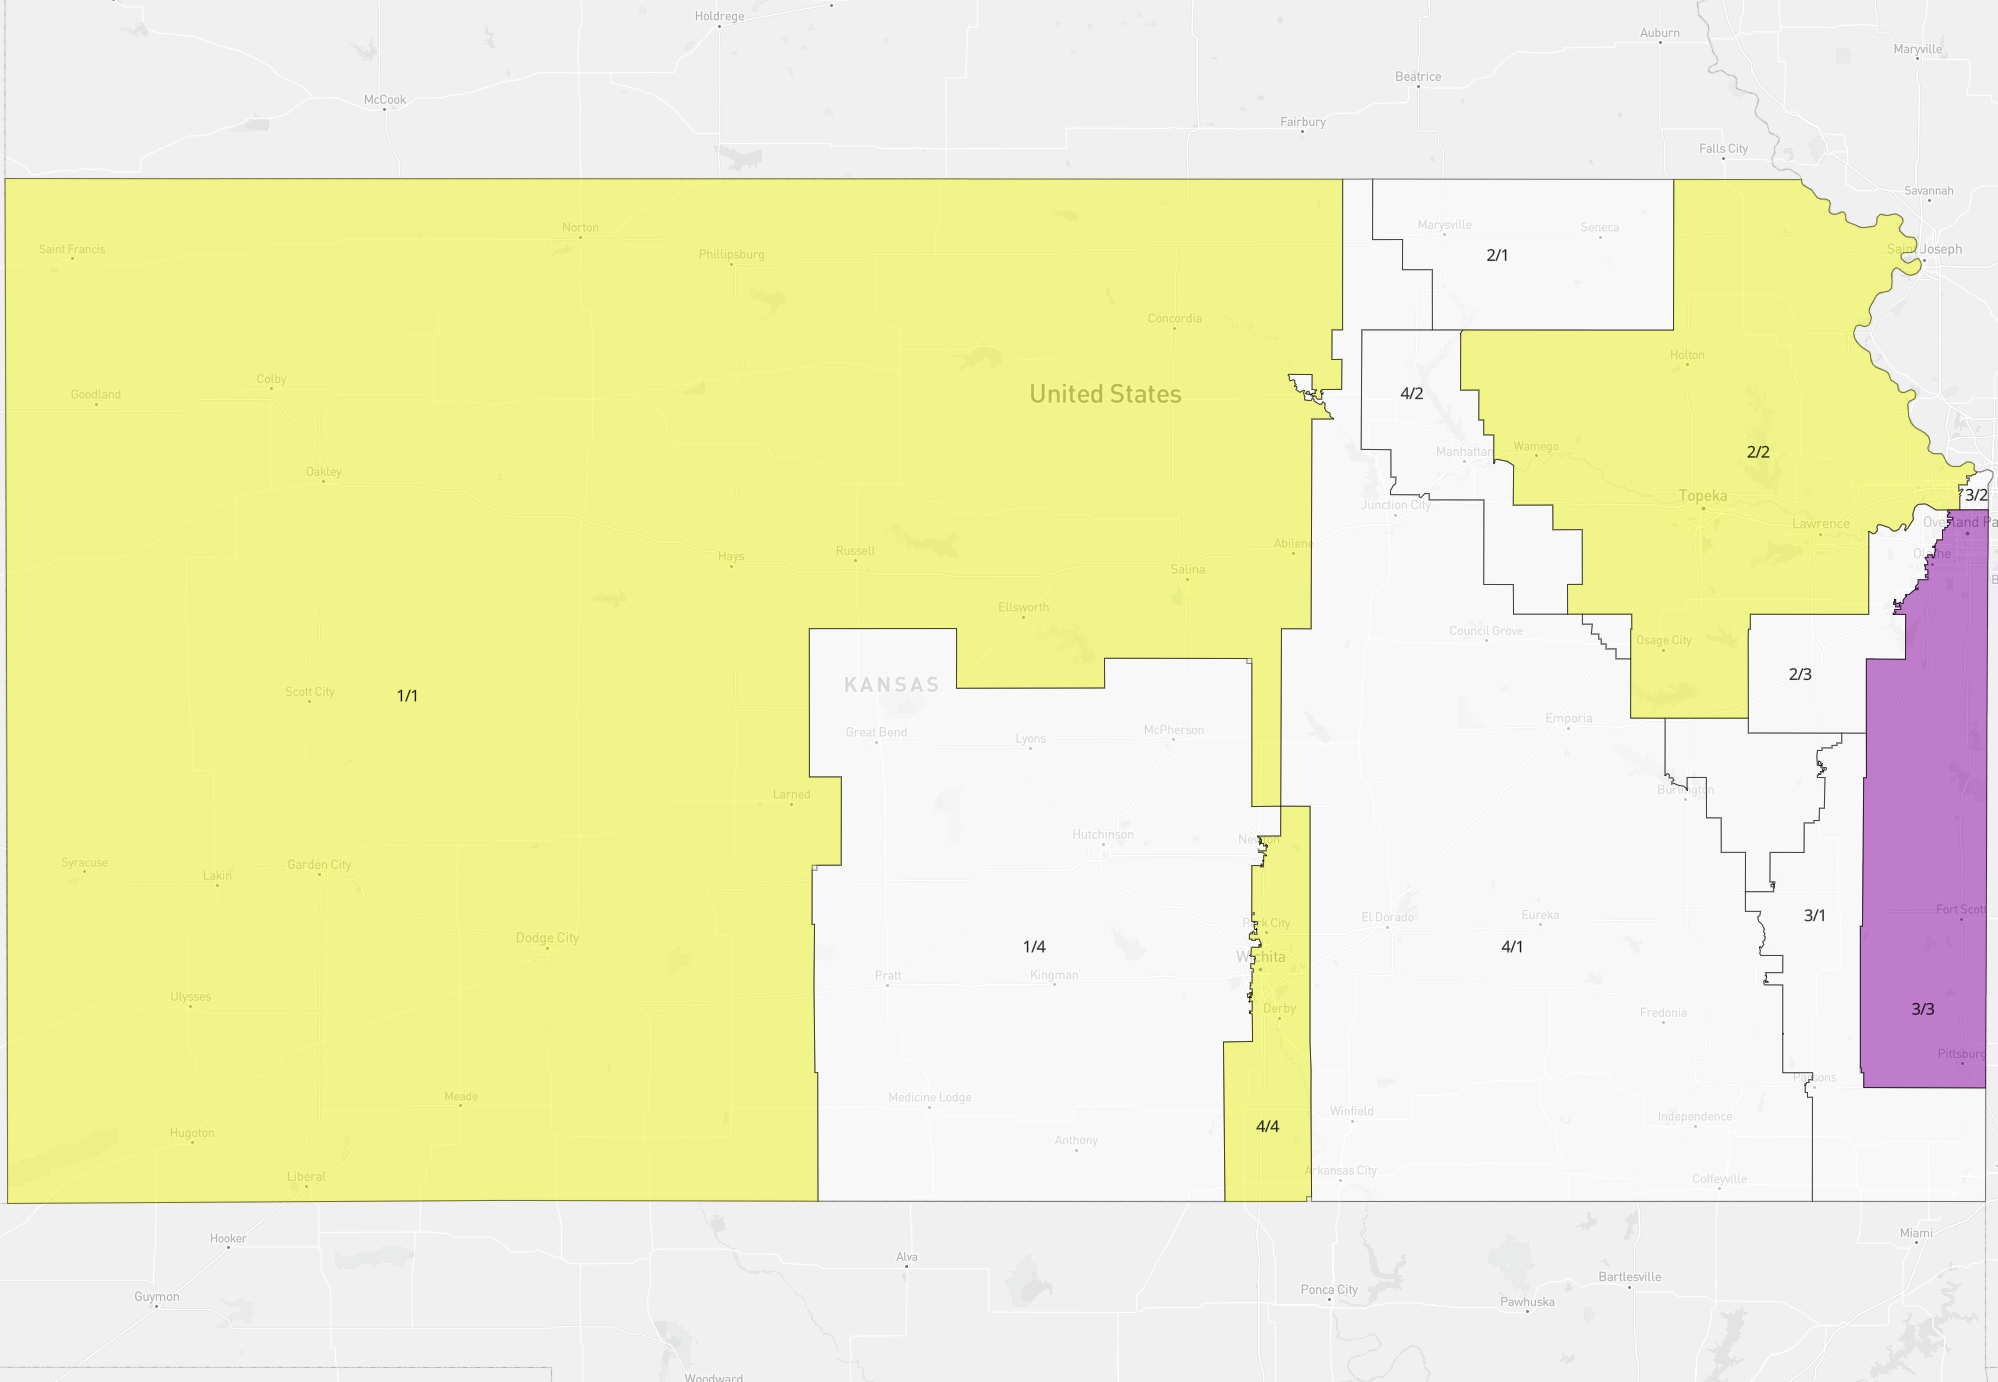 Holdrege
Auburn
Maryville
Beatrice
McCook
Fairbury
Falls City
Savannah
Saint Francis
Norton
Marysville
Seneca
Phillipsburg
2/1
Saint Joseph
Concordia
Holton
Colby
Goodland
United States
4/2
Wamego
Manhattan
2/2
Oakley
Topeka
3/2
Junction City
Lawrence
Overland Pa
Hays
Russell
Abilene
Olathe
Salina
B
Ellsworth
Council Grove
Osage City
Scott City
1/1
KANSAS
2/3
Emporia
Great Bend
Lyons
McPherson
Larned
Burlington
Hutchinson
Newton
Syracuse
Lakin
Garden City
Fort Scott
Park City
El Dorado
Eureka
3/1
Dodge City
1/4
Wichita
4/1
Pratt
Kingman
Ulysses
Derby
Fredonia
3/3
Pittsburg
Parsons
Meade
Medicine Lodge
Winfield
Independence
4/4
Hugoton
Anthony
Liberal
Arkansas City
Coffeyville
Hooker
Alva
Miami
Guymon
Ponca City
Bartlesville
Pawhuska
Woodward